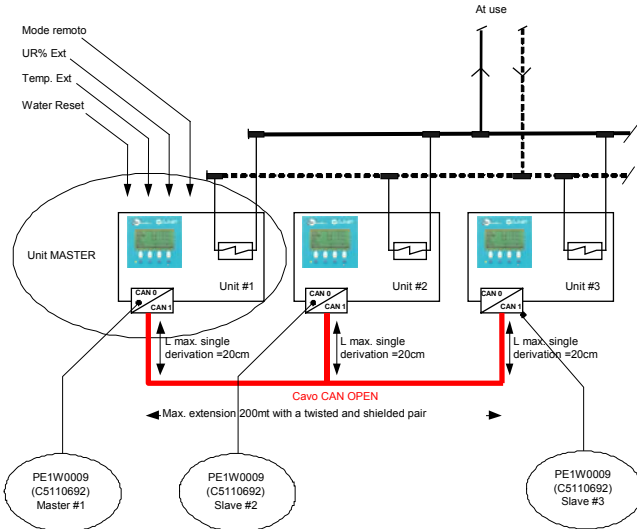 At use
Mode remoto
UR% Ext
Temp. Ext
Water Reset
Unit MASTER
Unit #1
Unit #2
Unit #3
CAN 0
CAN 1
CAN 0
CAN 1
CAN 0
CAN 1
L max. single
derivation =20cm
L max. single
derivation =20cm
L max. single
derivation =20cm
Cavo CAN OPEN
Max. extension 200mt with a twisted and shielded pair
PE1W0009
(C5110692)
Master #1
PE1W0009
(C5110692)
Slave #2
PE1W0009
(C5110692)
Slave #3